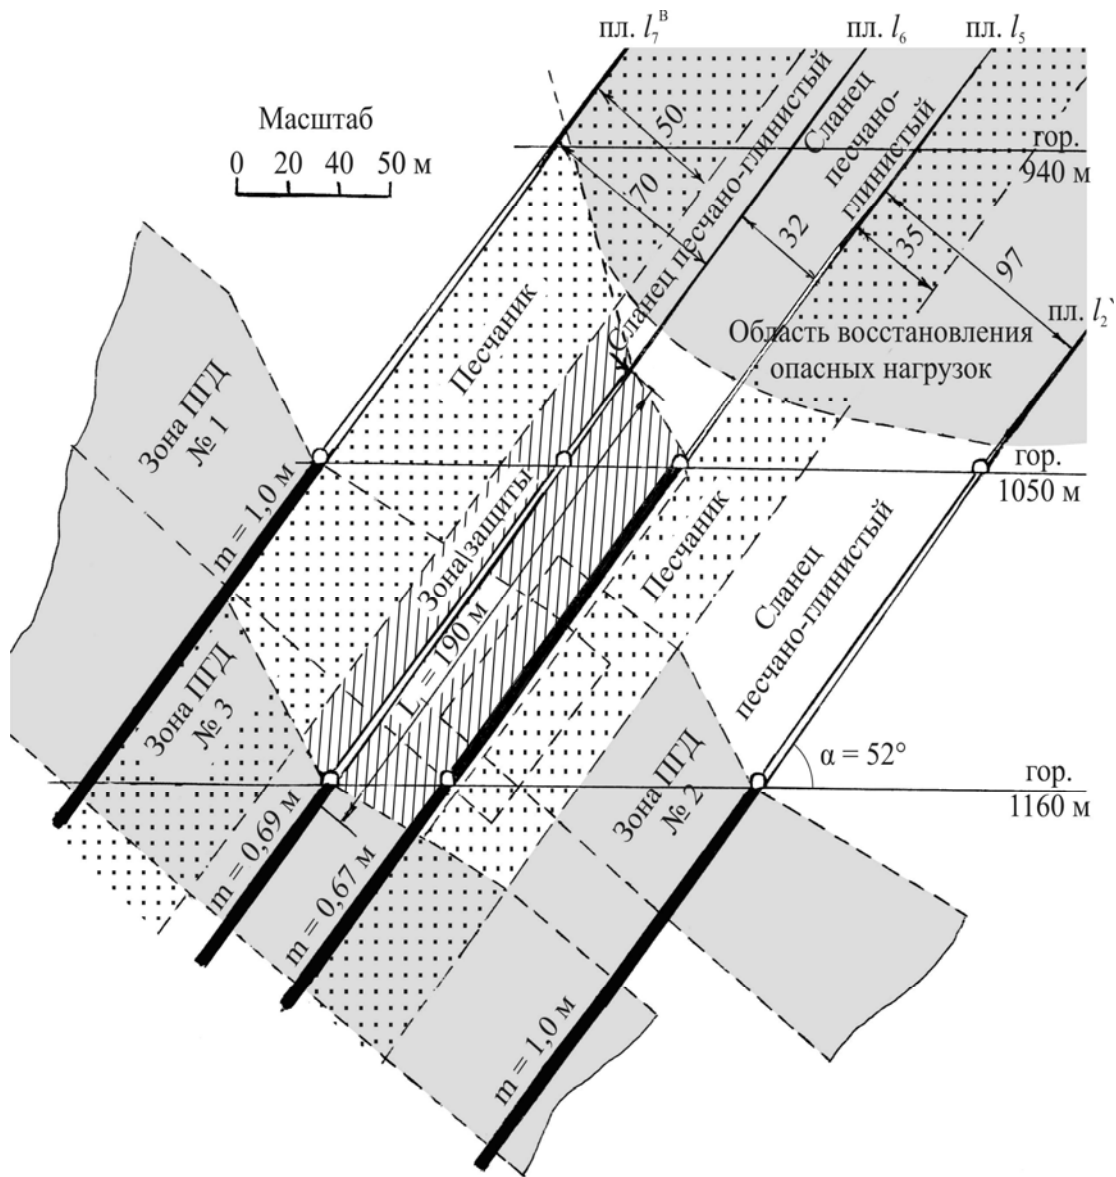 пл. l₇ᴮ
пл. l₆
пл. l₅
Масштаб
0 20 40 50 м
50
70
32
35
97
Сланец песчано-глинистый
Сланец
песчано-
глинистый
гор.
940 м
пл. l₂ˋ
Область восстановления
опасных нагрузок
Песчаник
Зона ПГД
№ 1
m = 1,0 м
Зона защиты
L₁ = 190 м
гор.
1050 м
Песчаник
Сланец
песчано-глинистый
Зона ПГД
№ 3
Зона ПГД
№ 2
α = 52°
гор.
1160 м
m = 0,69 м
m = 0,67 м
m = 1,0 м